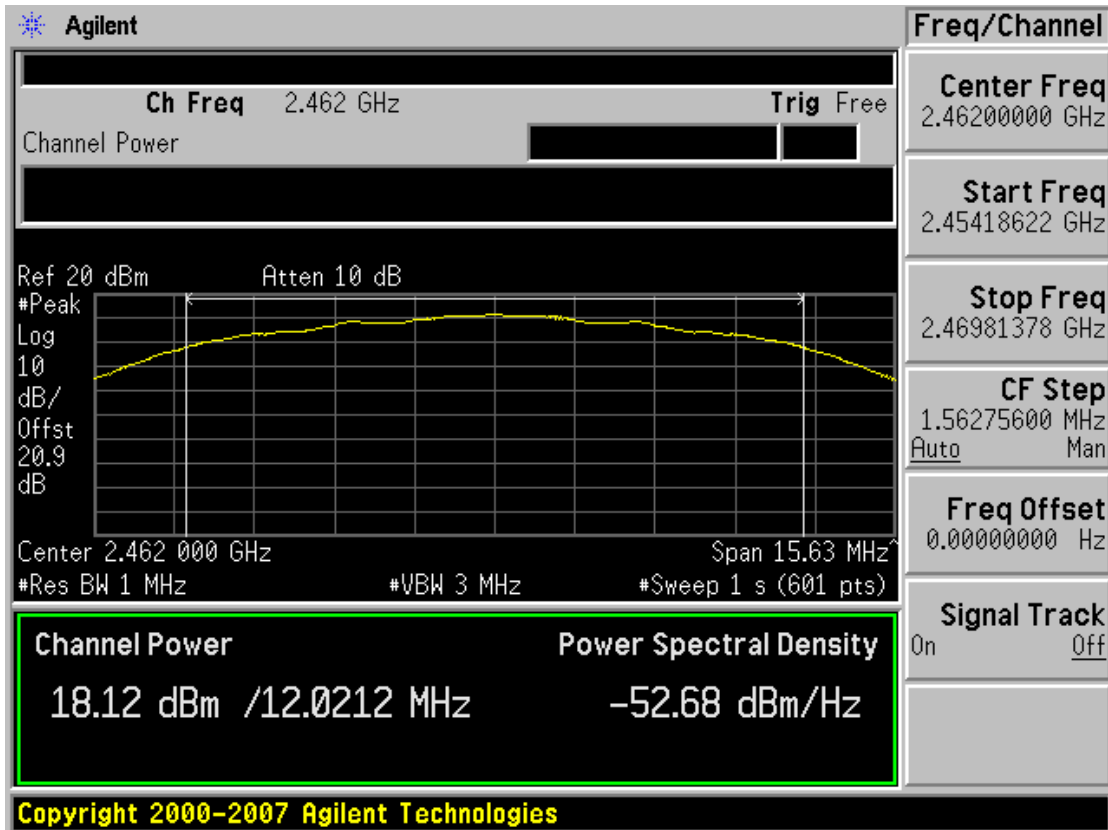 Agilent
Freq/Channel
Ch Freq 2.462 GHz Trig Free
Channel Power
Center Freq
2.46200000 GHz
Start Freq
2.45418622 GHz
Stop Freq
2.46981378 GHz
CF Step
1.56275600 MHz
Auto Man
Freq Offset
0.00000000 Hz
Signal Track
On Off
Ref 20 dBm Atten 10 dB
#Peak
Log
10
dB/
Offst
20.9
dB
Center 2.462 000 GHz Span 15.63 MHz^
#Res BW 1 MHz #VBW 3 MHz #Sweep 1 s (601 pts)
Channel Power Power Spectral Density
18.12 dBm /12.0212 MHz -52.68 dBm/Hz
Copyright 2000-2007 Agilent Technologies